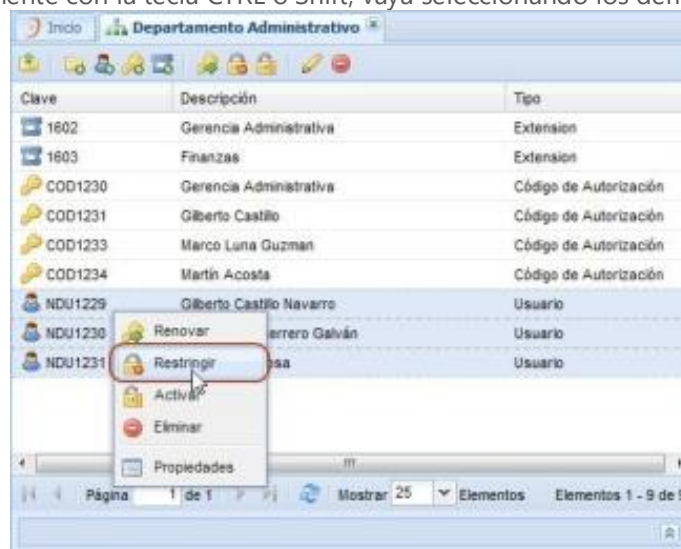 mente con la tecla CTRL o Shift, vaya seleccionando los dem
Inicio Departamento Administrativo
Clave Descripción Tipo
1602 Gerencia Administrativa Extension
1603 Finanzas Extension
COD1230 Gerencia Administrativa Código de Autorización
COD1231 Gilberto Castillo Código de Autorización
COD1233 Marco Luna Guzman Código de Autorización
COD1234 Martín Acosta Código de Autorización
NDU1229 Gilberto Castillo Navarro Usuario
NDU1230 Renovar errero Galván Usuario
NDU1231 Restringir sa Usuario
Activar
Eliminar
Propiedades
Página 1 de 1 Mostrar 25 Elementos Elementos 1 - 9 de 9